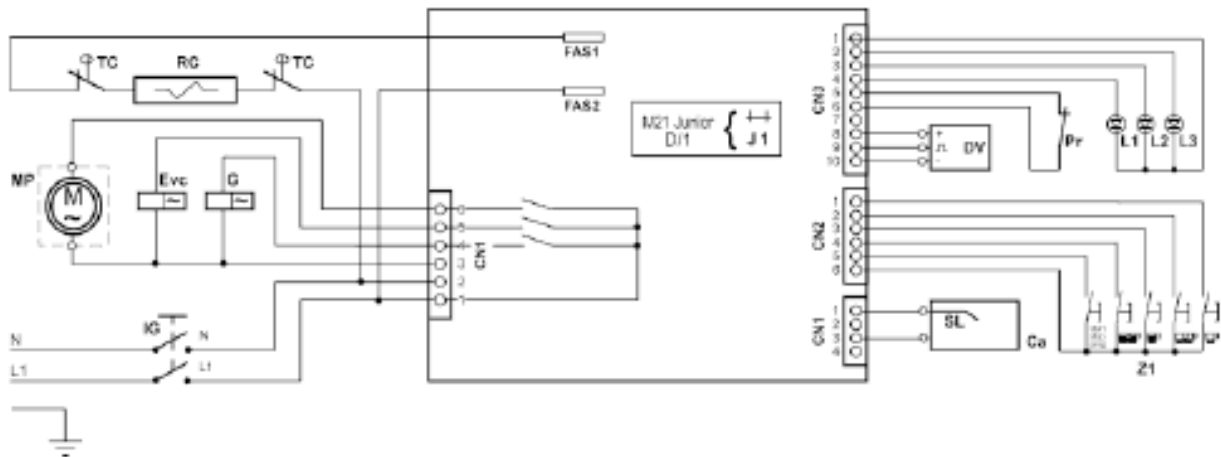 TC
RC
TC
FAS1
FAS2
M21 Junior
D/1
J1
MP
M
Evc
G
6
5
4
3
2
1
CN1
IG
N
N
L1
L1
CN3
1
2
3
4
5
6
7
8
9
10
+
-
DV
Pr
L1
L2
L3
CN2
1
2
3
4
5
6
CN1
1
2
3
4
SL
Ca
Z1